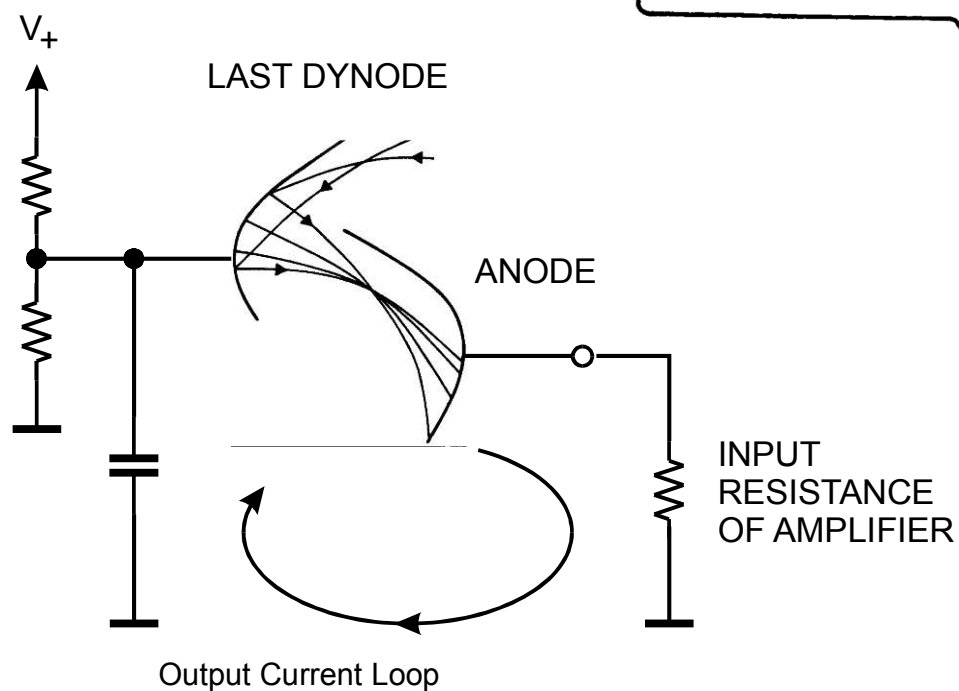 V+
LAST DYNODE
ANODE
INPUT
RESISTANCE
OF AMPLIFIER
Output Current Loop